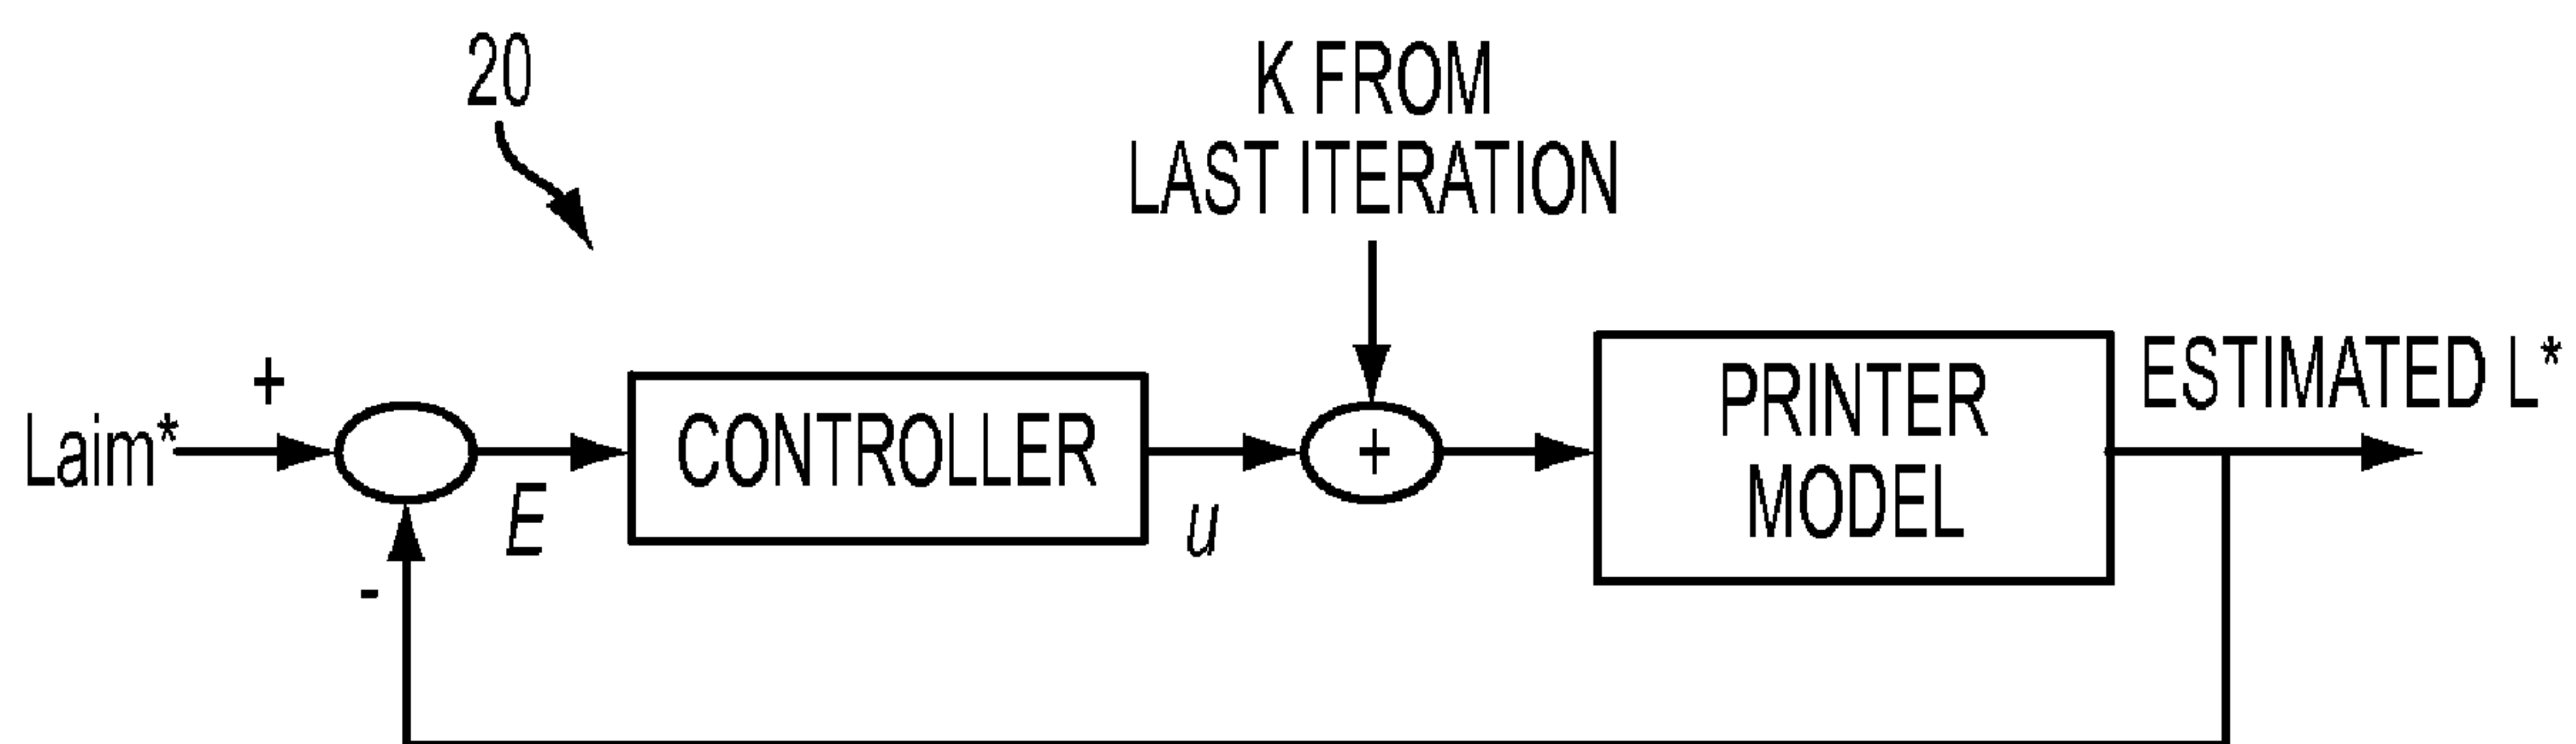 20
K FROM
LAST ITERATION
Laim*
+
-
E
CONTROLLER
u
+
PRINTER
MODEL
ESTIMATED L*